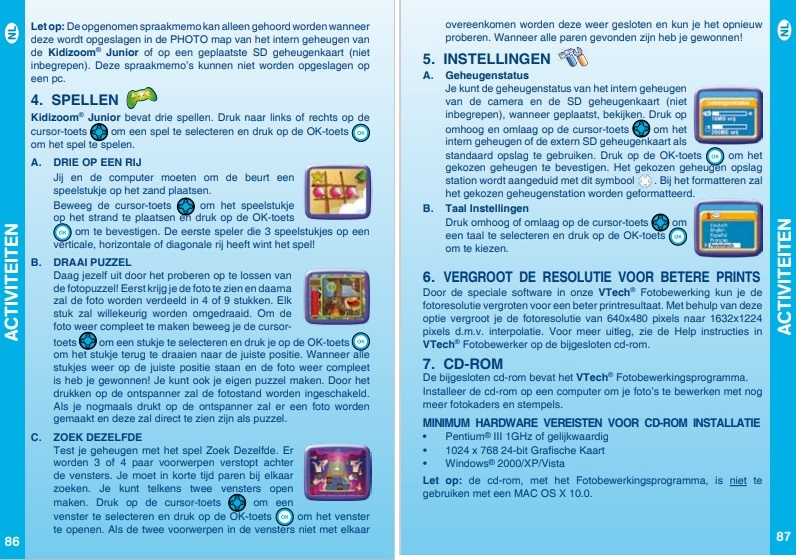 Let op: De opgenomen spraakmemo kan alleen gehoord worden wanneer
deze wordt opgeslagen in de PHOTO map van het intern geheugen van
de Kidizoom® Junior of op een geplaatste SD geheugenkaart (niet
inbegrepen). Deze spraakmemo's kunnen niet worden opgeslagen op
een pc.
4. SPELLEN
Kidizoom® Junior bevat drie spellen. Druk naar links of rechts op de
cursor-toets om een spel te selecteren en druk op de OK-toets OK
om het spel te spelen.
A. DRIE OP EEN RIJ
Jij en de computer moeten om de beurt een
speelstukje op het zand plaatsen.
Beweeg de cursor-toets om het speelstukje
op het strand te plaatsen en druk op de OK-toets
OK om te bevestigen. De eerste speler die 3 speelstukjes op een
verticale, horizontale of diagonale rij heeft wint het spel!
B. DRAAI PUZZEL
Daag jezelf uit door het proberen op te lossen van
de fotopuzzel! Eerst krijg je de foto te zien en daarna
zal de foto worden verdeeld in 4 of 9 stukken. Elk
stuk zal willekeurig worden omgedraaid. Om de
foto weer compleet te maken beweeg je de cursor-
toets om een stukje te selecteren en druk je op de OK-toets OK
om het stukje terug te draaien naar de juiste positie. Wanneer alle
stukjes weer op de juiste positie staan en de foto weer compleet
is heb je gewonnen! Je kunt ook je eigen puzzel maken. Door het
drukken op de ontspanner zal de fotostand worden ingeschakeld.
Als je nogmaals drukt op de ontspanner zal er een foto worden
gemaakt en deze zal direct te zien zijn als puzzel.
C. ZOEK DEZELFDE
Test je geheugen met het spel Zoek Dezelfde. Er
worden 3 of 4 paar voorwerpen verstopt achter
de vensters. Je moet in korte tijd paren bij elkaar
zoeken. Je kunt telkens twee vensters open
maken. Druk op de cursor-toets om een
venster te selecteren en druk op de OK-toets OK om het venster
te openen. Als de twee voorwerpen in de vensters niet met elkaar
NL
ACTIVITEITEN
86
overeenkomen worden deze weer gesloten en kun je het opnieuw
proberen. Wanneer alle paren gevonden zijn heb je gewonnen!
5. INSTELLINGEN
A. Geheugenstatus
Je kunt de geheugenstatus van het intern geheugen
van de camera en de SD geheugenkaart (niet
inbegrepen), wanneer geplaatst, bekijken. Druk op
omhoog en omlaag op de cursor-toets om het
intern geheugen of de extern SD geheugenkaart als
standaard opslag te gebruiken. Druk op de OK-toets OK om het
gekozen geheugen te bevestigen. Het gekozen geheugen opslag
station wordt aangeduid met dit symbool . Bij het formatteren zal
het gekozen geheugenstation worden geformatteerd.
Geheugenstatus
B. Taal Instellingen
Druk omhoog of omlaag op de cursor-toets om
een taal te selecteren en druk op de OK-toets OK
om te kiezen.
Deutsch
English
Español
Français
Nederlands
6. VERGROOT DE RESOLUTIE VOOR BETERE PRINTS
Door de speciale software in onze VTech® Fotobewerking kun je de
fotoresolutie vergroten voor een beter printresultaat. Met behulp van deze
optie vergroot je de fotoresolutie van 640x480 pixels naar 1632x1224
pixels d.m.v. interpolatie. Voor meer uitleg, zie de Help instructies in
VTech® Fotobewerker op de bijgesloten cd-rom.
7. CD-ROM
De bijgesloten cd-rom bevat het VTech® Fotobewerkingsprogramma.
Installeer de cd-rom op een computer om je foto's te bewerken met nog
meer fotokaders en stempels.
MINIMUM HARDWARE VEREISTEN VOOR CD-ROM INSTALLATIE
• Pentium® III 1GHz of gelijkwaardig
• 1024 x 768 24-bit Grafische Kaart
• Windows® 2000/XP/Vista
Let op: de cd-rom, met het Fotobewerkingsprogramma, is niet te
gebruiken met een MAC OS X 10.0.
NL
ACTIVITEITEN
87